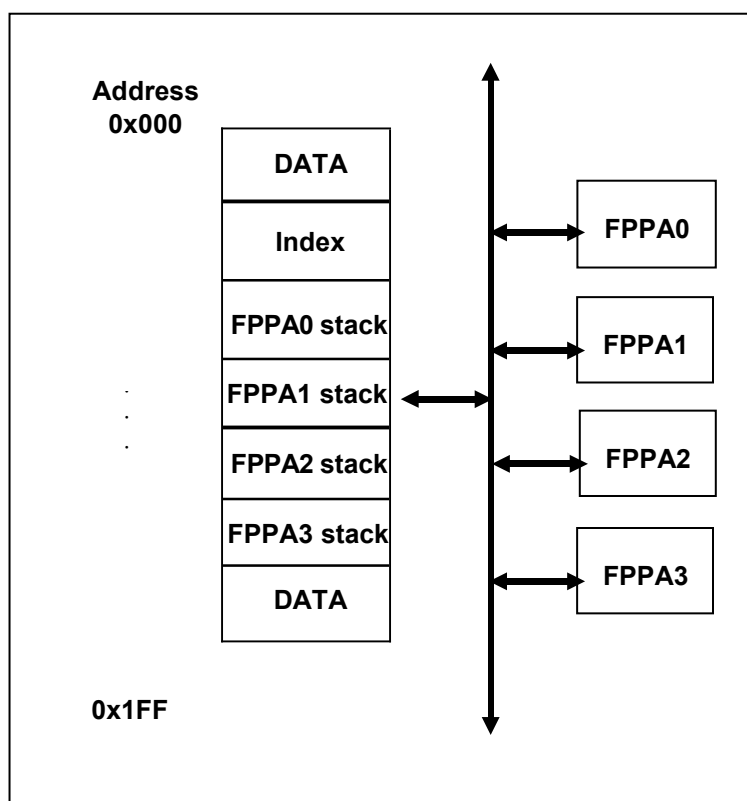 Address
0x000
DATA
Index
FPPA0 stack
FPPA1 stack
FPPA2 stack
FPPA3 stack
DATA
.
.
.
0x1FF
FPPA0
FPPA1
FPPA2
FPPA3